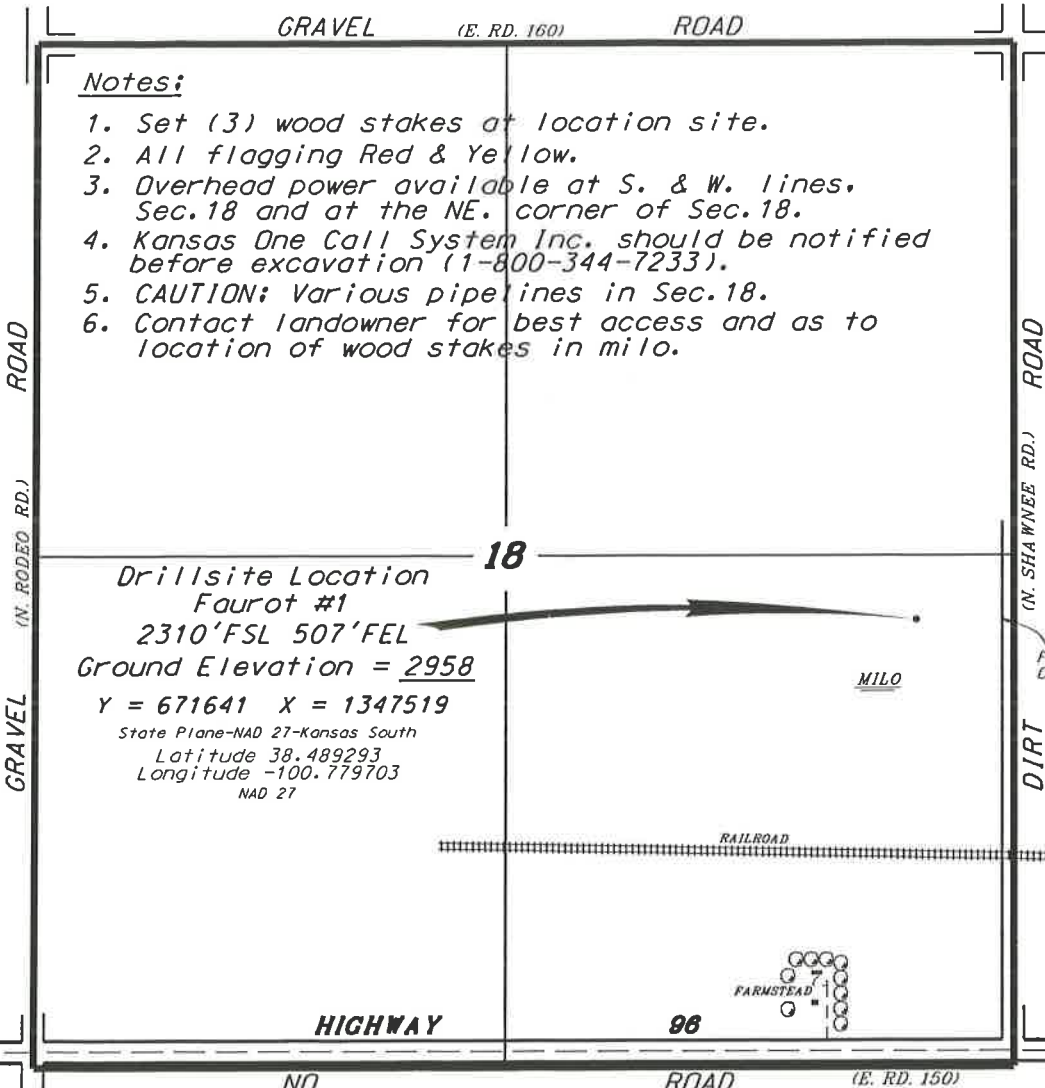 GRAVEL (E. RD. 160) ROAD
Notes:
1. Set (3) wood stakes at location site.
2. All flagging Red & Yellow.
3. Overhead power available at S. & W. lines,
Sec.18 and at the NE. corner of Sec.18.
4. Kansas One Call System Inc. should be notified
before excavation (1-800-344-7233).
5. CAUTION: Various pipelines in Sec.18.
6. Contact landowner for best access and as to
location of wood stakes in milo.
GRAVEL (N. RODEO RD.) ROAD
DIRT (N. SHAWNEE RD.) ROAD
18
Drillsite Location
Faurot #1
2310'FSL 507'FEL
Ground Elevation = 2958
Y = 671641 X = 1347519
State Plane-NAD 27-Kansas South
Latitude 38.489293
Longitude -100.779703
NAD 27
MILO
RAILROAD
FARMSTEAD
HIGHWAY 96
NO ROAD (E. RD. 150)